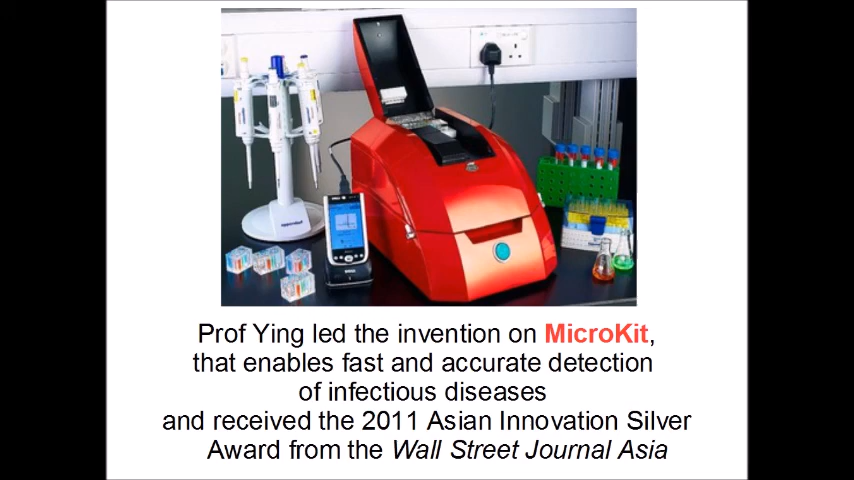 Prof Ying led the invention on MicroKit,
that enables fast and accurate detection
of infectious diseases
and received the 2011 Asian Innovation Silver
Award from the Wall Street Journal Asia